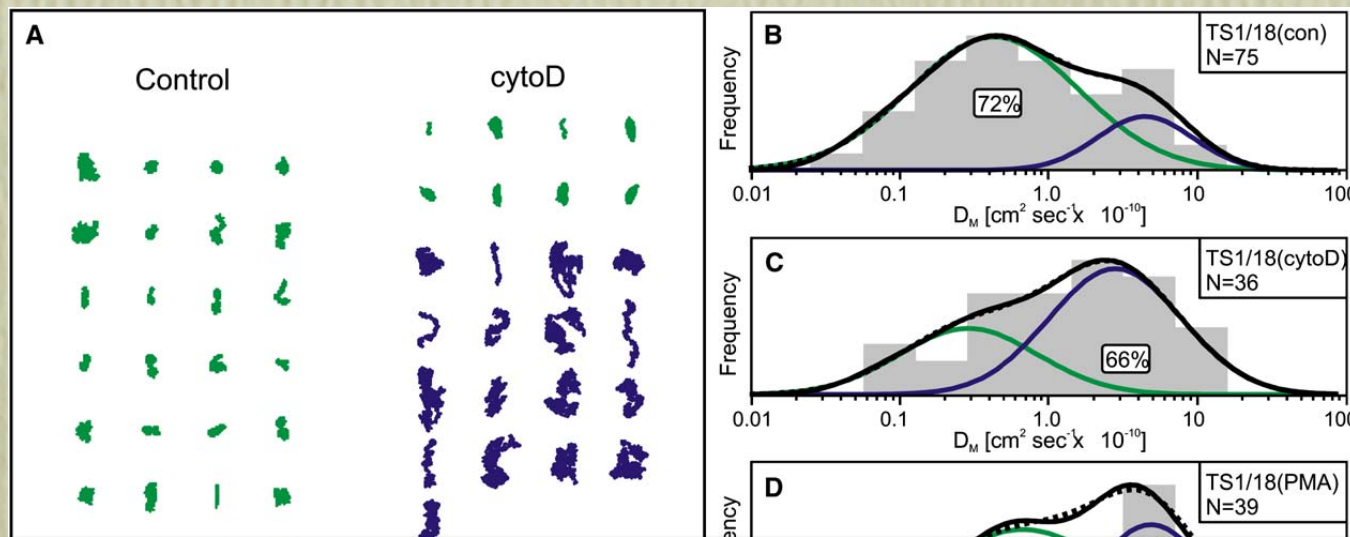 A
Control
cytoD
B
TS1/18(con)
N=75
72%
Frequency
0.01 0.1 1.0 10 100
D_M [cm² sec⁻¹x 10⁻¹⁰]
C
TS1/18(cytoD)
N=36
66%
Frequency
0.01 0.1 1.0 10 100
D_M [cm² sec⁻¹x 10⁻¹⁰]
D
TS1/18(PMA)
N=39